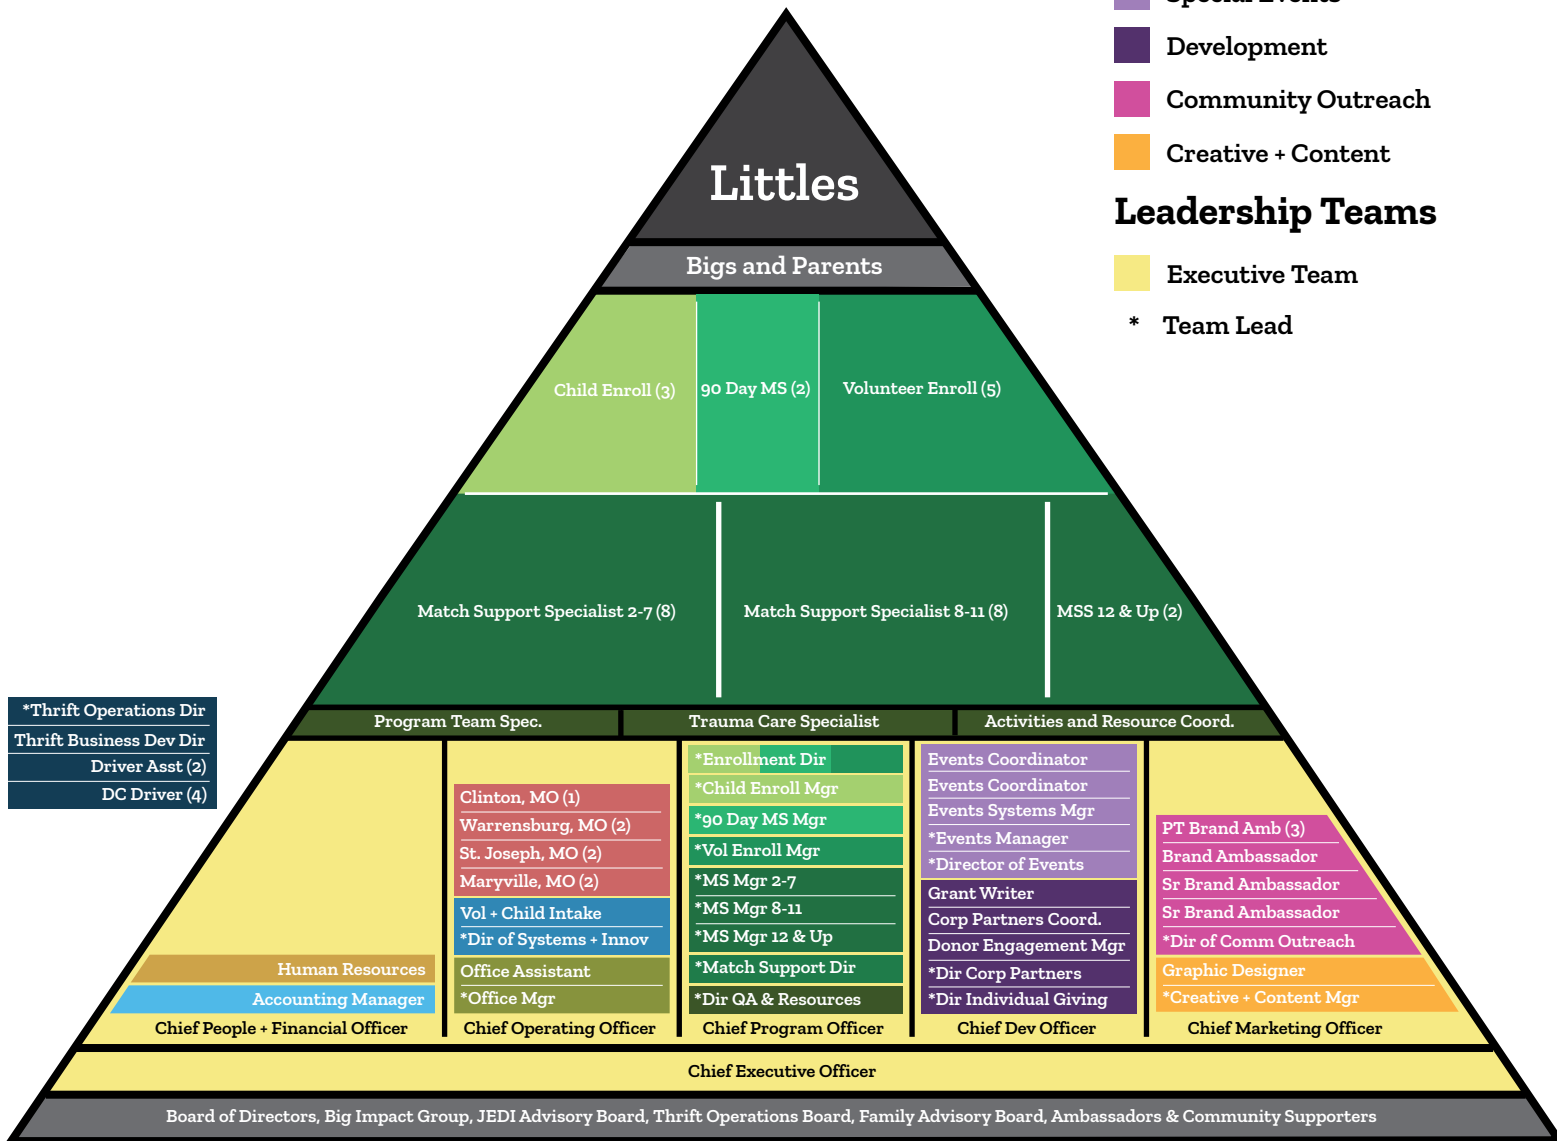 Special Events
Development
Community Outreach
Creative + Content
Leadership Teams
Executive Team
* Team Lead
Littles
Bigs and Parents
Child Enroll (3)
90 Day MS (2)
Volunteer Enroll (5)
Match Support Specialist 2-7 (8)
Match Support Specialist 8-11 (8)
MSS 12 & Up (2)
*Thrift Operations Dir
Thrift Business Dev Dir
Driver Asst (2)
DC Driver (4)
Program Team Spec.
Trauma Care Specialist
Activities and Resource Coord.
Human Resources
Accounting Manager
Chief People + Financial Officer
Clinton, MO (1)
Warrensburg, MO (2)
St. Joseph, MO (2)
Maryville, MO (2)
Vol + Child Intake
*Dir of Systems + Innov
Office Assistant
*Office Mgr
Chief Operating Officer
*Enrollment Dir
*Child Enroll Mgr
*90 Day MS Mgr
*Vol Enroll Mgr
*MS Mgr 2-7
*MS Mgr 8-11
*MS Mgr 12 & Up
*Match Support Dir
*Dir QA & Resources
Chief Program Officer
Events Coordinator
Events Coordinator
Events Systems Mgr
*Events Manager
*Director of Events
Grant Writer
Corp Partners Coord.
Donor Engagement Mgr
*Dir Corp Partners
*Dir Individual Giving
Chief Dev Officer
PT Brand Amb (3)
Brand Ambassador
Sr Brand Ambassador
Sr Brand Ambassador
*Dir of Comm Outreach
Graphic Designer
*Creative + Content Mgr
Chief Marketing Officer
Chief Executive Officer
Board of Directors, Big Impact Group, JEDI Advisory Board, Thrift Operations Board, Family Advisory Board, Ambassadors & Community Supporters